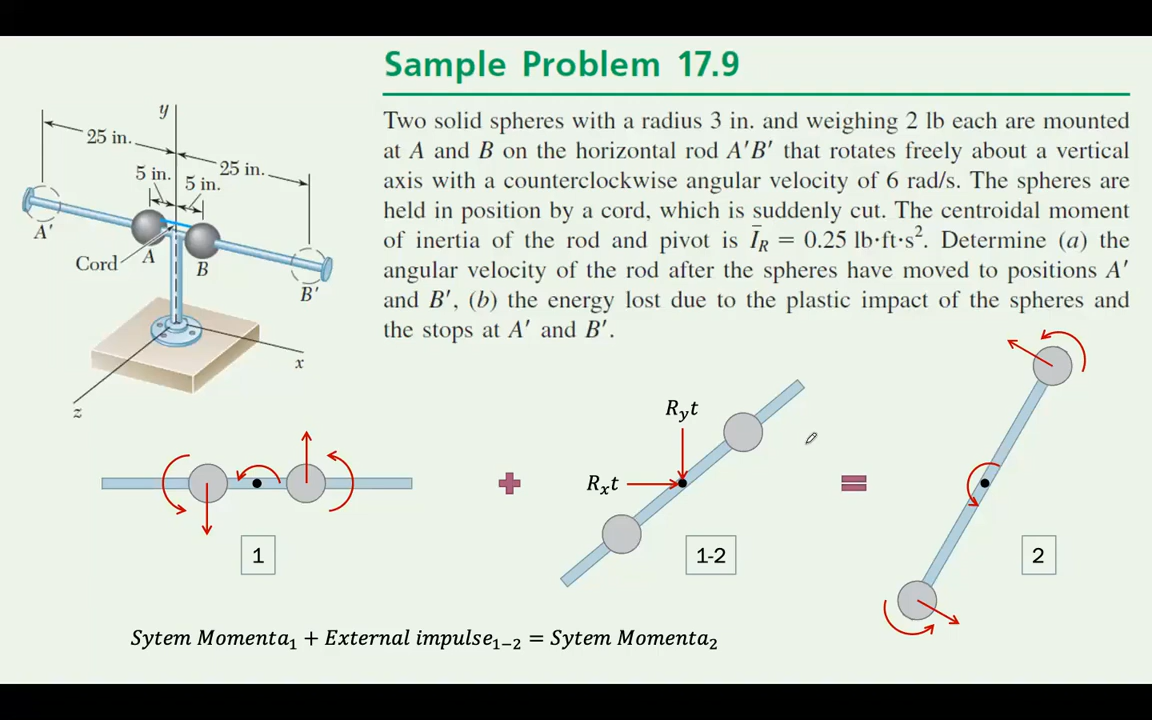 Sample Problem 17.9
Two solid spheres with a radius 3 in. and weighing 2 lb each are mounted
at A and B on the horizontal rod A′B′ that rotates freely about a vertical
axis with a counterclockwise angular velocity of 6 rad/s. The spheres are
held in position by a cord, which is suddenly cut. The centroidal moment
of inertia of the rod and pivot is Ī_R = 0.25 lb·ft·s². Determine (a) the
angular velocity of the rod after the spheres have moved to positions A′
and B′, (b) the energy lost due to the plastic impact of the spheres and
the stops at A′ and B′.
y
25 in.
25 in.
5 in.
5 in.
A′
Cord
A
B
B′
x
z
R_yt
R_xt
1
1-2
2
Sytem Momenta₁ + External impulse₁₋₂ = Sytem Momenta₂